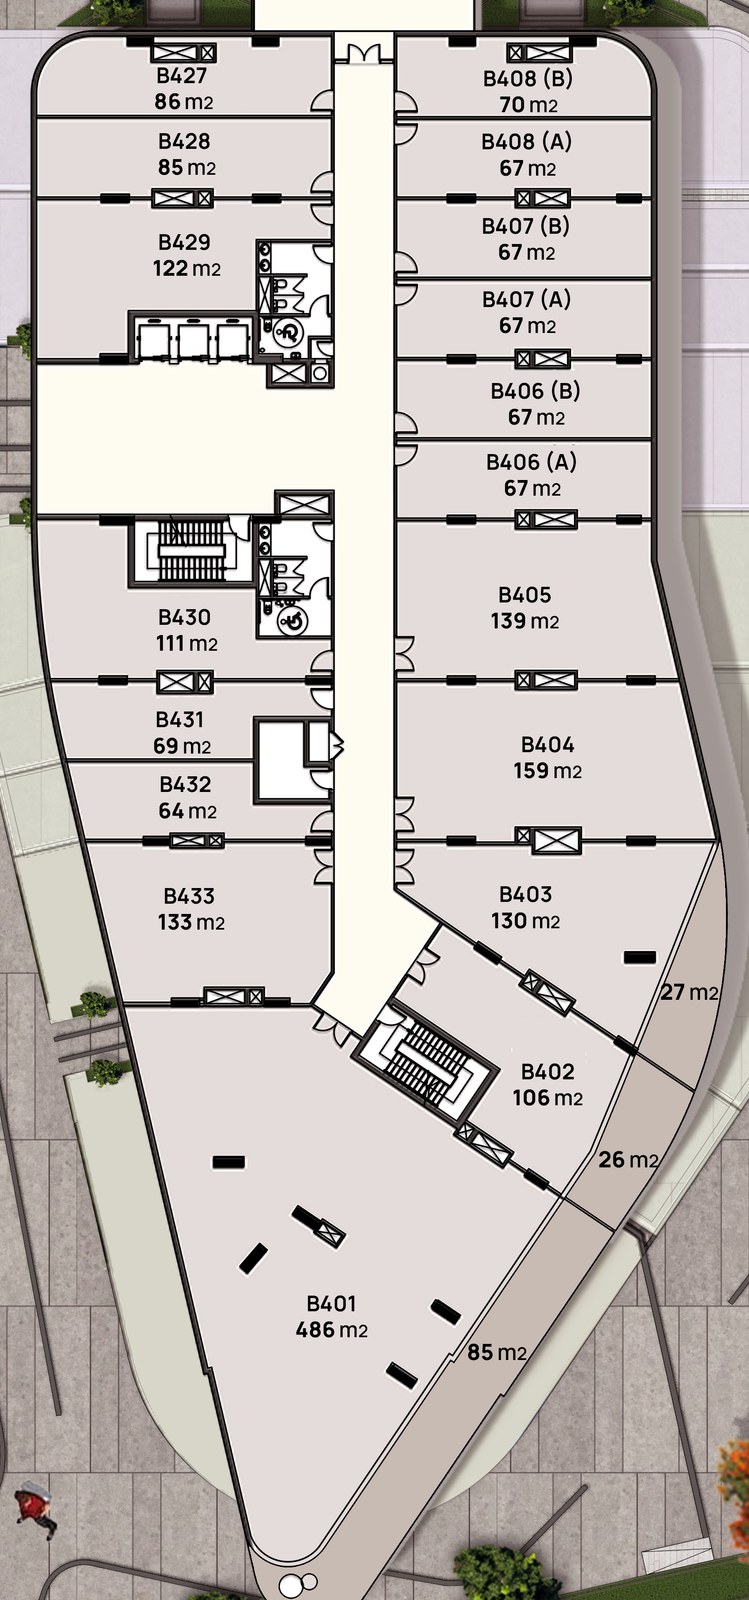 B427
86 m2
B408 (B)
70 m2
B428
85 m2
B408 (A)
67 m2
B429
122 m2
B407 (B)
67 m2
B407 (A)
67 m2
B406 (B)
67 m2
B406 (A)
67 m2
B430
111 m2
B405
139 m2
B431
69 m2
B404
159 m2
B432
64 m2
B433
133 m2
B403
130 m2
27 m2
B402
106 m2
26 m2
B401
486 m2
85 m2